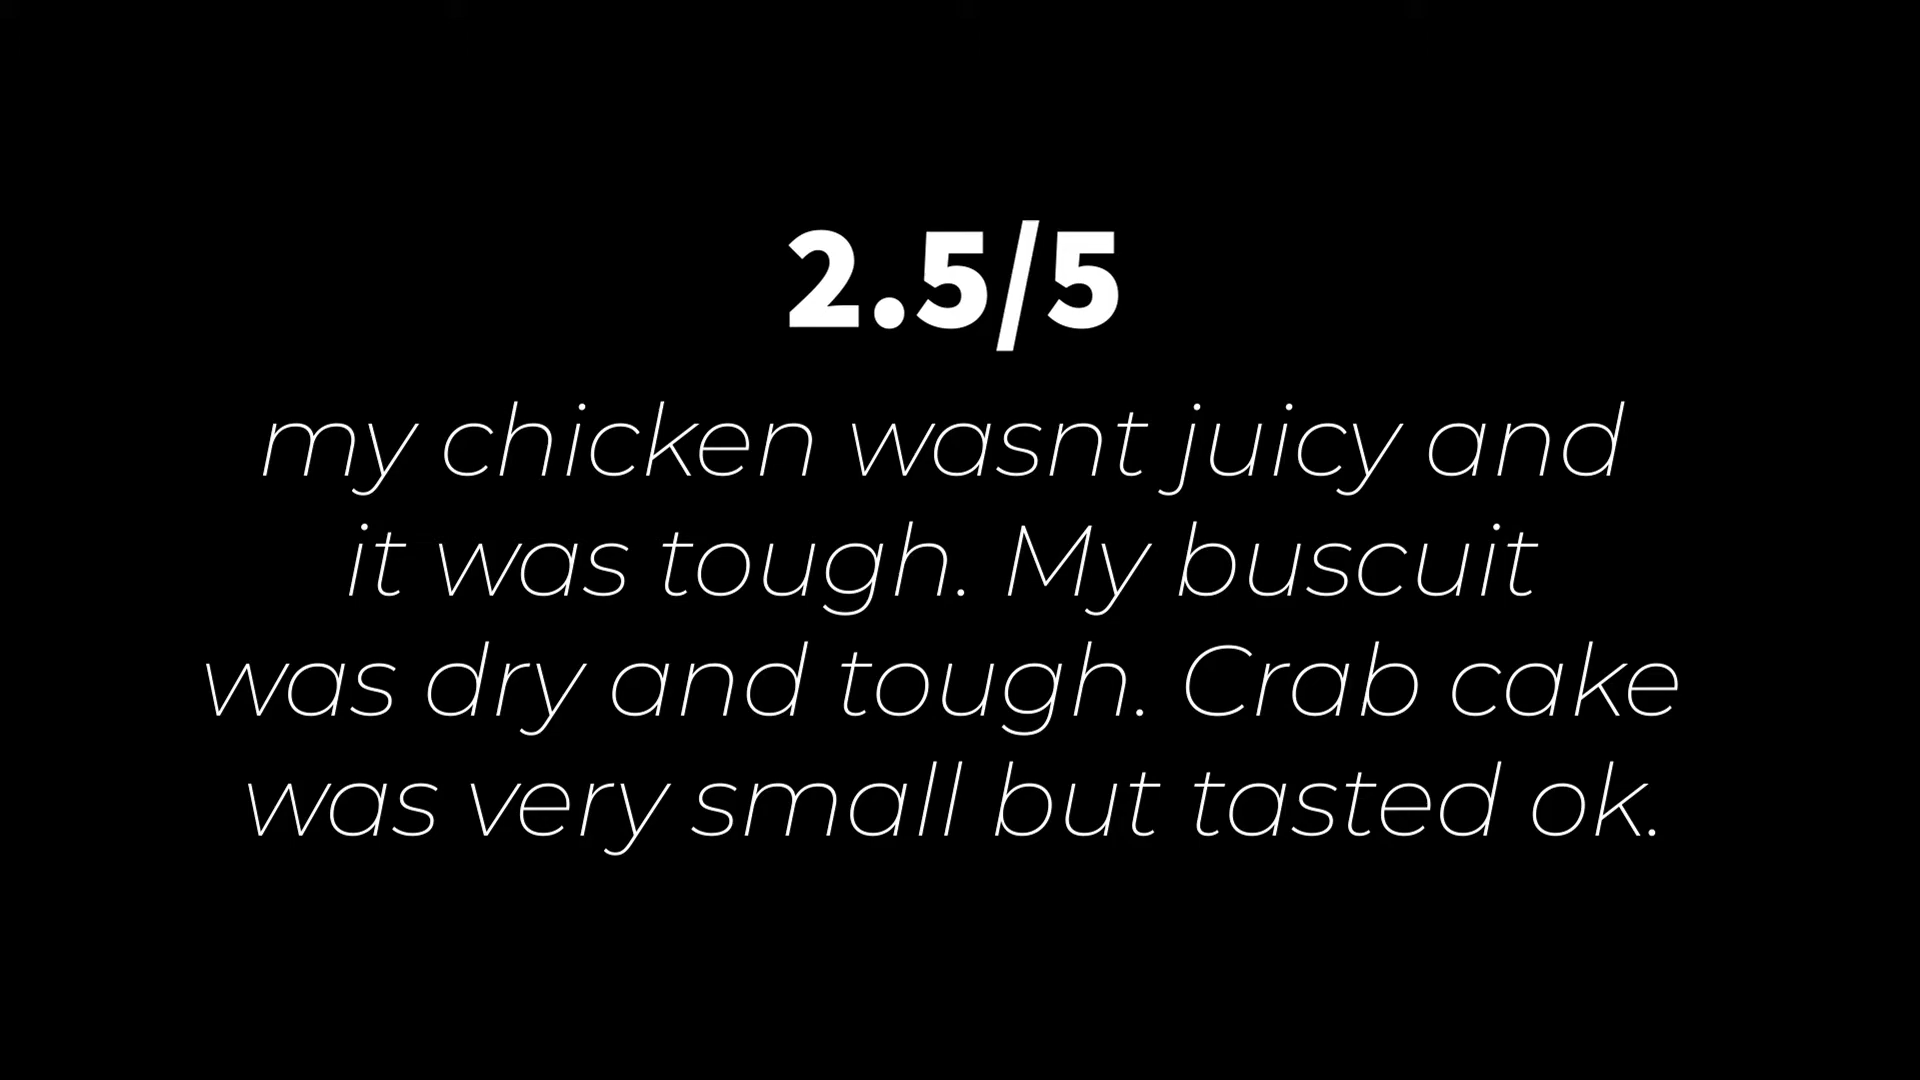 2.5/5
my chicken wasnt juicy and
it was tough. My buscuit
was dry and tough. Crab cake
was very small but tasted ok.